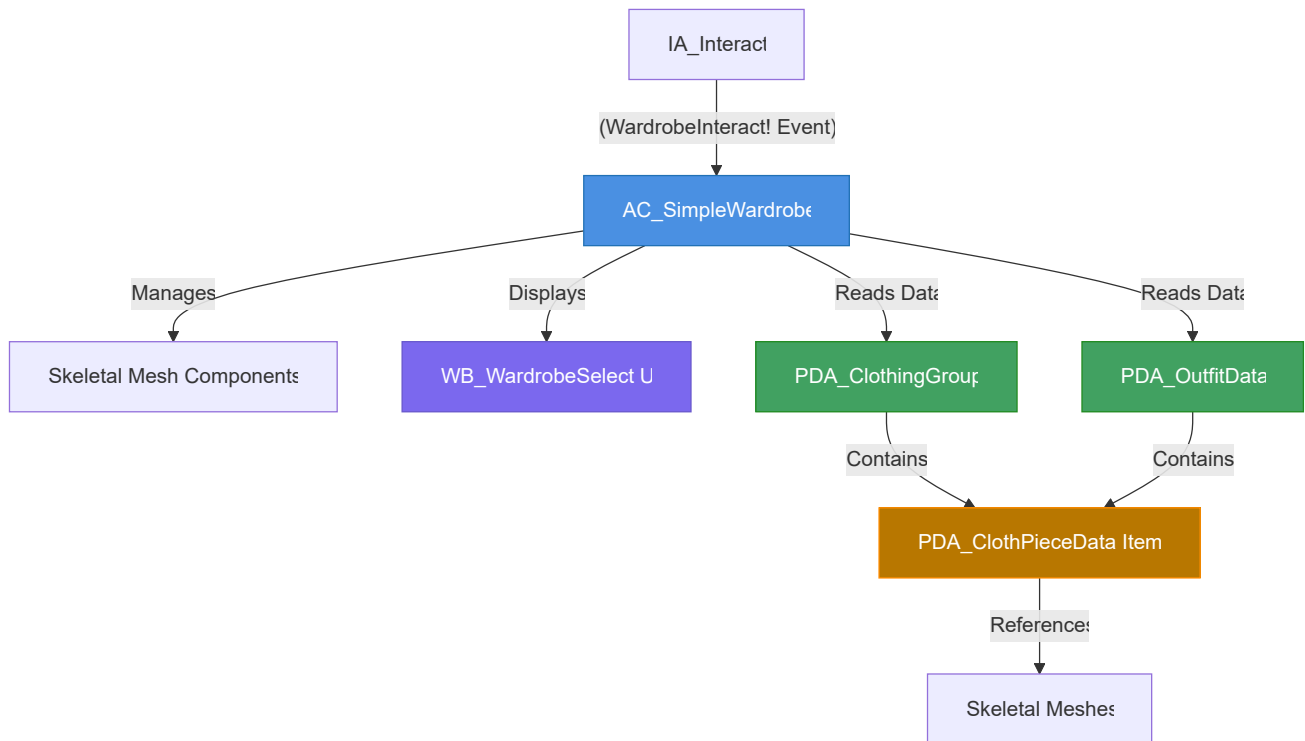 IA_Interact
(WardrobeInteract! Event)
AC_SimpleWardrobe
Manages
Displays
Reads Data
Reads Data
Skeletal Mesh Components
WB_WardrobeSelect U
PDA_ClothingGroup
PDA_OutfitData
Contains
Contains
PDA_ClothPieceData Item
References
Skeletal Meshes